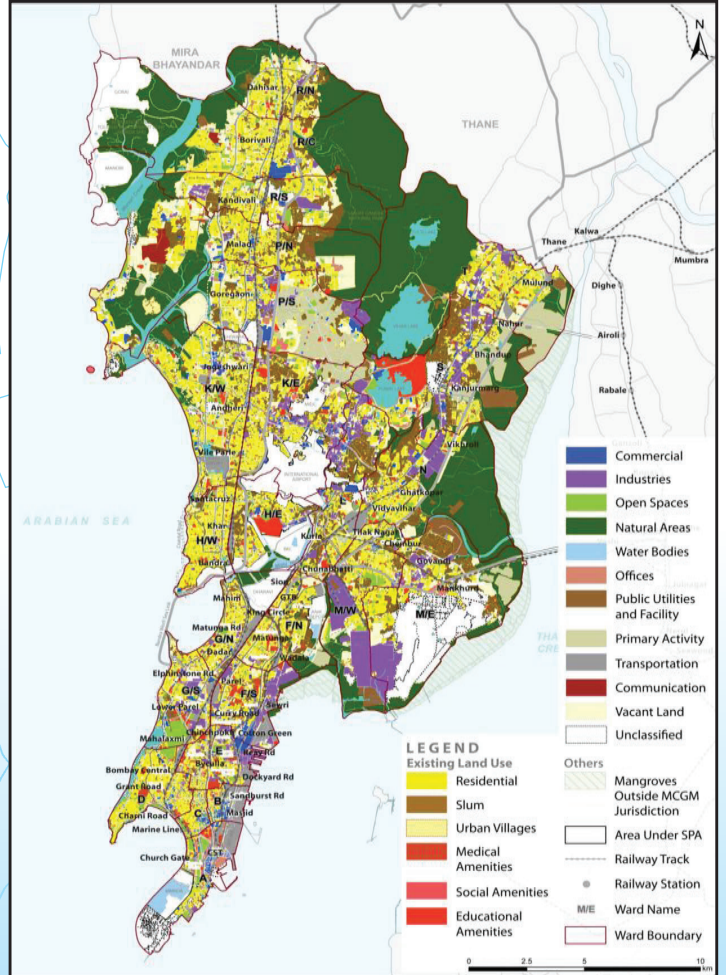 N
MIRA
BHAYANDAR
THANE
GORAI
MANORI
Dahisar
R/N
Borivali
R/C
R/S
Kandivali
Malad
P/N
Kalwa
Thane
Mumbra
T
Mulund
Dighe
Goregaon
P/S
Nahur
Airoli
Bhandup
Jogeshwari
S
K/W
K/E
Kanjurmarg
Rabale
Andheri
Vikhroli
Vile Parle
N
INTERNATIONAL
AIRPORT
Ghatkopar
Santacruz
L
Vidyavihar
ARABIAN SEA
H/E
Khar
Kurla
Tilak Nagar
H/W
Chembur
Govandi
Bandra
Chunabhatti
Sion
Mankhurd
Mahim
GTB
King Circle
M/W
M/E
Matunga Rd
F/N
G/N
Matunga
Dadar
Wadala
Elphinstone Rd
Parel
G/S
F/S
Sewri
Lower Parel
Curry Road
Chinchpokli
Cotton Green
Mahalaxmi
E
Reay Rd
Byculla
Bombay Central
Dockyard Rd
Grant Road
Sandhurst Rd
D
B
Charni Road
C
Masjid
Marine Line
CST
Church Gate
A
Commercial
Industries
Open Spaces
Natural Areas
Water Bodies
Offices
Public Utilities
and Facility
Primary Activity
Transportation
Communication
Vacant Land
Unclassified
LEGEND
Existing Land Use
Residential
Slum
Urban Villages
Medical
Amenities
Social Amenities
Educational
Amenities
Others
Mangroves
Outside MCGM
Jurisdiction
Area Under SPA
Railway Track
Railway Station
M/E Ward Name
Ward Boundary
0 2.5 5 10
km